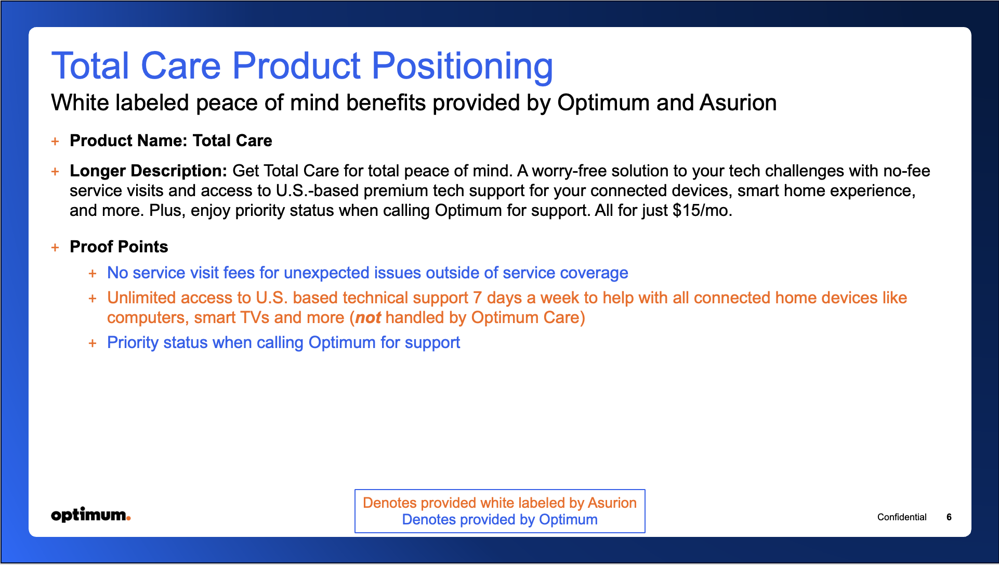 Total Care Product Positioning
White labeled peace of mind benefits provided by Optimum and Asurion
+ Product Name: Total Care
+ Longer Description: Get Total Care for total peace of mind. A worry-free solution to your tech challenges with no-fee
service visits and access to U.S.-based premium tech support for your connected devices, smart home experience,
and more. Plus, enjoy priority status when calling Optimum for support. All for just $15/mo.
+ Proof Points
+ No service visit fees for unexpected issues outside of service coverage
+ Unlimited access to U.S. based technical support 7 days a week to help with all connected home devices like
computers, smart TVs and more (not handled by Optimum Care)
+ Priority status when calling Optimum for support
Denotes provided white labeled by Asurion
Denotes provided by Optimum
optimum.
Confidential 6